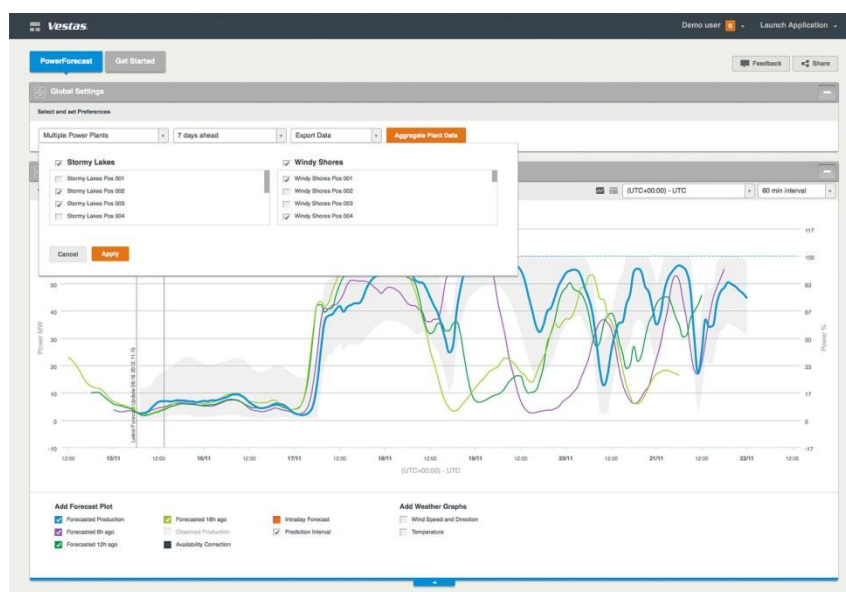 Vestas
Demo user 0 Launch Application
PowerForecast Get Started
Feedback Share
Global Settings
Select and set Preferences
Multiple Power Plants 7 days ahead Export Data Aggregate Plant Data
Stormy Lakes Windy Shores
Stormy Lakes Pos 001 Windy Shores Pos 001
Stormy Lakes Pos 002 Windy Shores Pos 002
Stormy Lakes Pos 003 Windy Shores Pos 003
Stormy Lakes Pos 004 Windy Shores Pos 004
(UTC+00:00) - UTC 60 min interval
Cancel Apply
117
100
50 83
40 67
30 50
20 33
10 17
0 0
-10 -17
Power MW
Power %
12:00 15/11 12:00 16/11 12:00 17/11 12:00 18/11 12:00 19/11 12:00 20/11 12:00 21/11 12:00 22/11 12:00
(UTC+00:00) - UTC
Add Forecast Plot Add Weather Graphs
Forecasted Production Forecasted 18h ago Intraday Forecast Wind Speed and Direction
Forecasted 6h ago Observed Production Prediction Interval Temperature
Forecasted 12h ago Availability Correction